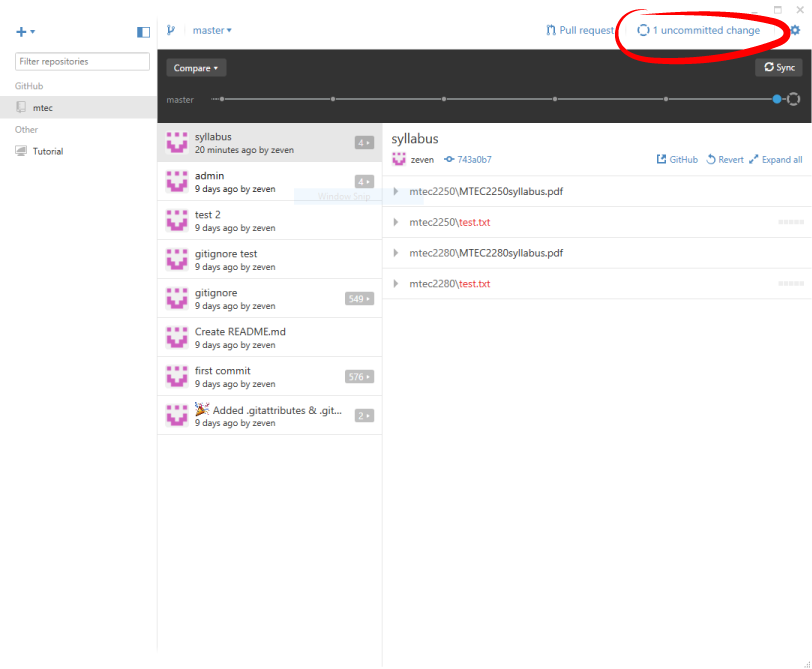 master
Pull request
1 uncommitted change
Filter repositories
GitHub
mtec
Other
Tutorial
Compare
Sync
master
syllabus
20 minutes ago by zeven
4
admin
9 days ago by zeven
4
test 2
9 days ago by zeven
gitignore test
9 days ago by zeven
gitignore
9 days ago by zeven
549
Create README.md
9 days ago by zeven
first commit
9 days ago by zeven
576
Added .gitattributes & .git...
9 days ago by zeven
2
syllabus
zeven
743a0b7
GitHub
Revert
Expand all
Window Snip
mtec2250\MTEC2250syllabus.pdf
mtec2250\test.txt
mtec2280\MTEC2280syllabus.pdf
mtec2280\test.txt